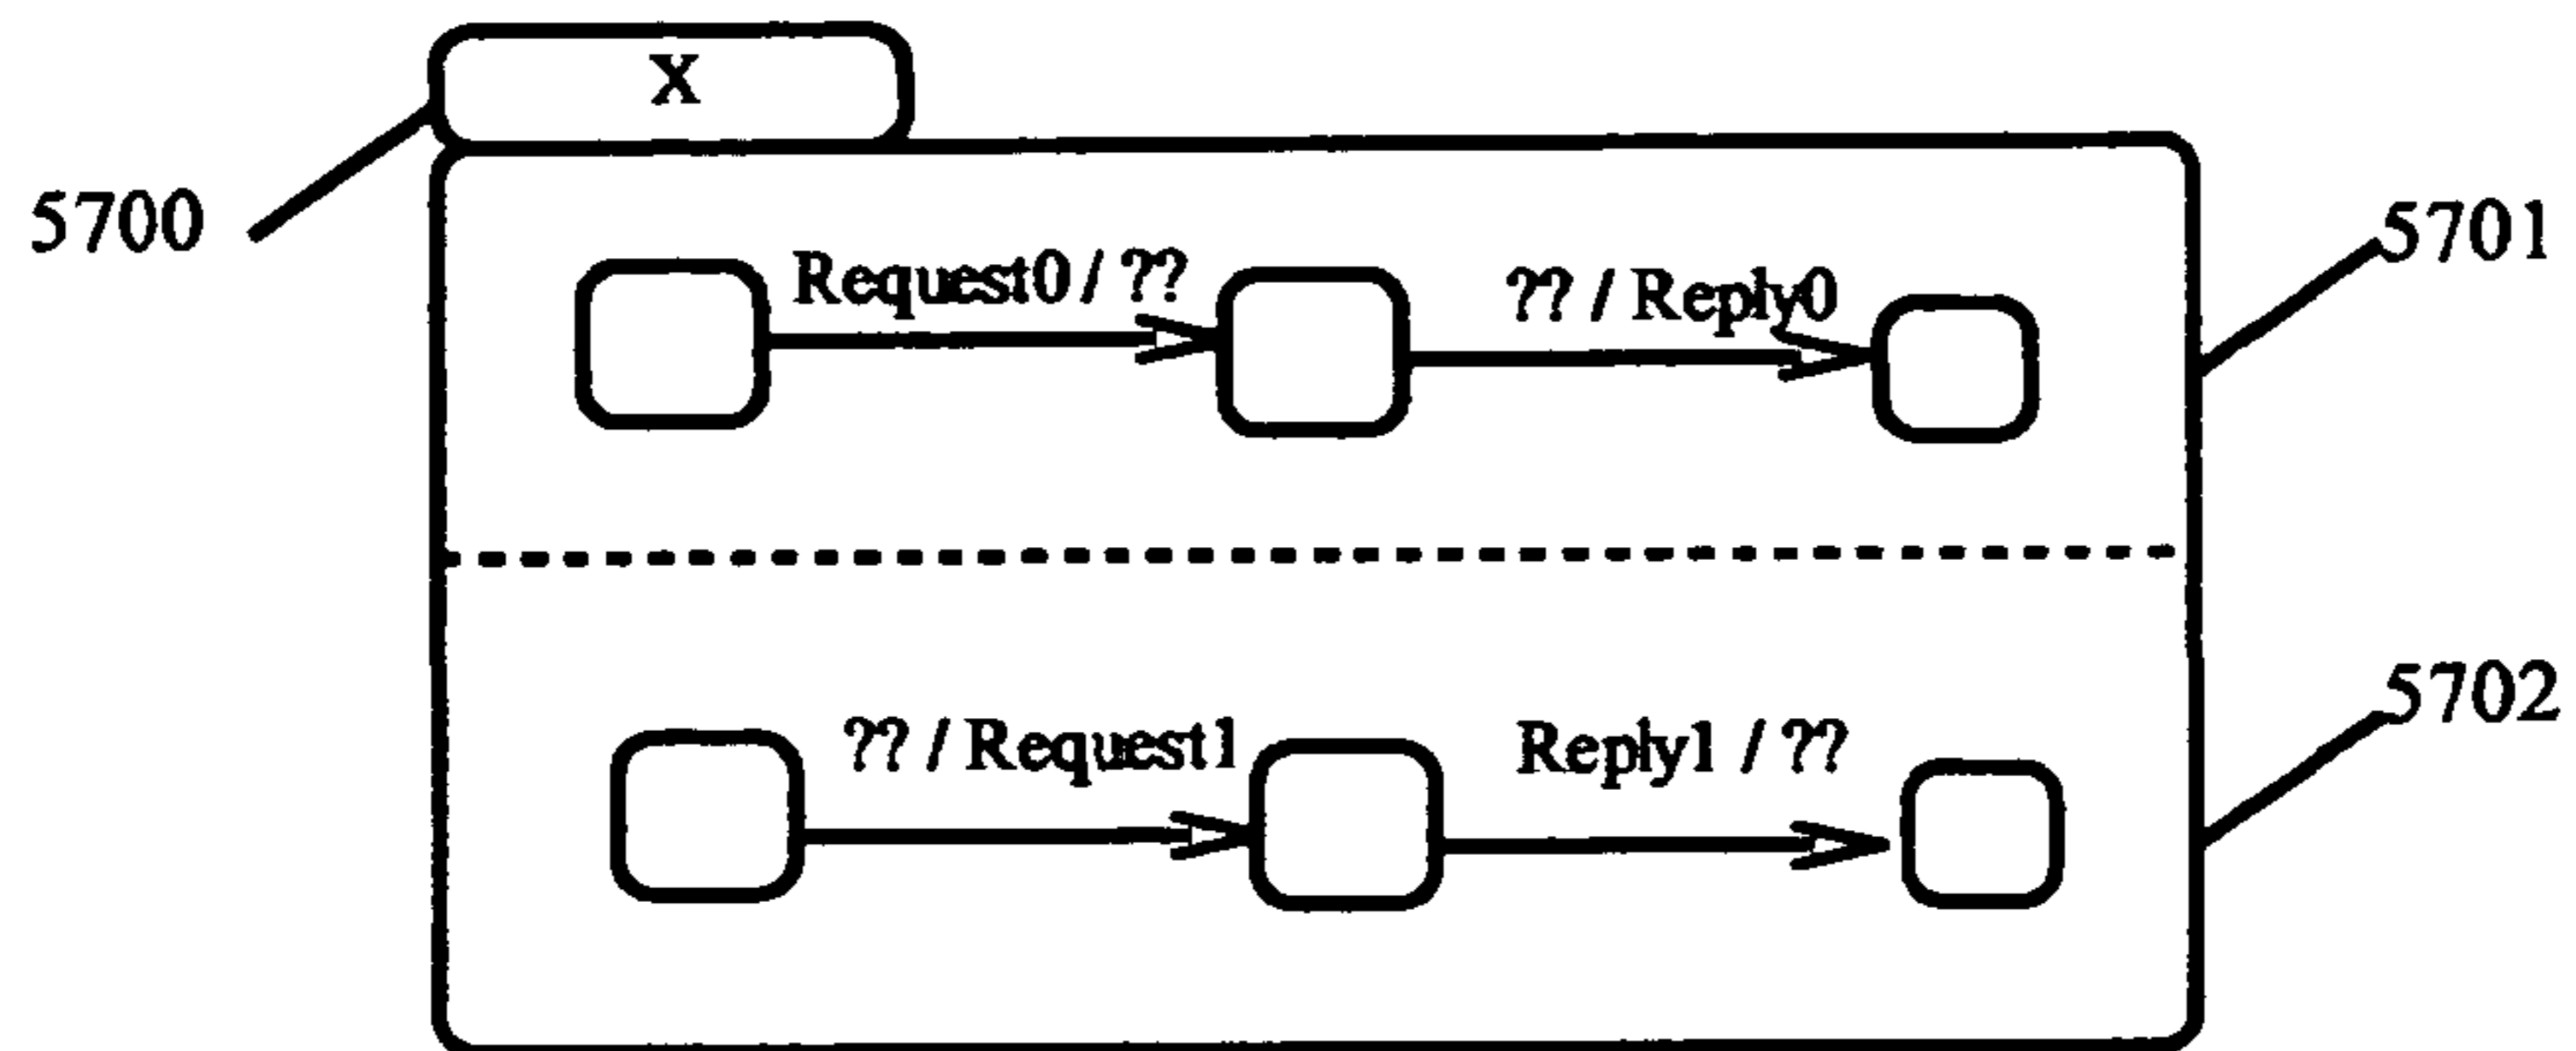 X
5700
5701
Request0 / ??
?? / Reply0
5702
?? / Request1
Reply1 / ??